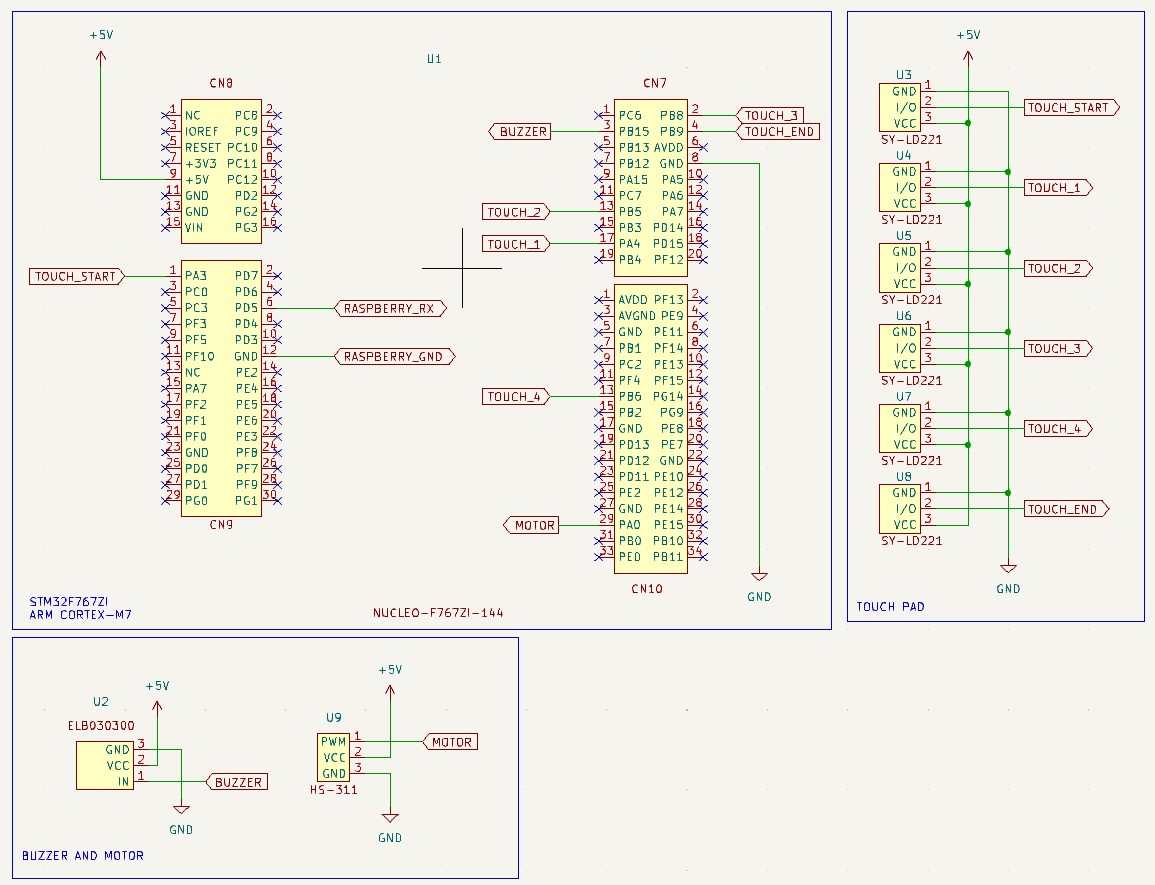 +5V
U1
CN8
1 NC PC8 2
3 IOREF PC9 4
5 RESET PC10 6
7 +3V3 PC11 8
9 +5V PC12 10
11 GND PD2 12
13 GND PG2 14
15 VIN PG3 16
TOUCH_START
1 PA3 PD7 2
3 PC0 PD6 4
5 PC3 PD5 6
RASPBERRY_RX
7 PF3 PD4 8
9 PF5 PD3 10
11 PF10 GND 12
RASPBERRY_GND
13 NC PE2 14
15 PA7 PE4 16
17 PF2 PE5 18
19 PF1 PE6 20
21 PF0 PE3 22
23 GND PF8 24
25 PD0 PF7 26
27 PD1 PF9 28
29 PG0 PG1 30
CN9
CN7
1 PC6 PB8 2
TOUCH_3
BUZZER
3 PB15 PB9 4
TOUCH_END
5 PB13 AVDD 6
7 PB12 GND 8
9 PA15 PA5 10
11 PC7 PA6 12
TOUCH_2
13 PB5 PA7 14
15 PB3 PD14 16
TOUCH_1
17 PA4 PD15 18
19 PB4 PF12 20
1 AVDD PF13 2
3 AVGND PE9 4
5 GND PE11 6
7 PB1 PF14 8
9 PC2 PE13 10
11 PF4 PF15 12
TOUCH_4
13 PB6 PG14 14
15 PB2 PG9 16
17 GND PE8 18
19 PD13 PE7 20
21 PD12 GND 22
23 PD11 PE10 24
25 PE2 PE12 26
27 GND PE14 28
MOTOR
29 PA0 PE15 30
31 PB0 PB10 32
33 PE0 PB11 34
CN10
GND
STM32F767ZI
ARM CORTEX-M7
NUCLEO-F767ZI-144
+5V
U3
GND 1
I/O 2
TOUCH_START
VCC 3
SY-LD221
U4
GND 1
I/O 2
TOUCH_1
VCC 3
SY-LD221
U5
GND 1
I/O 2
TOUCH_2
VCC 3
SY-LD221
U6
GND 1
I/O 2
TOUCH_3
VCC 3
SY-LD221
U7
GND 1
I/O 2
TOUCH_4
VCC 3
SY-LD221
U8
GND 1
I/O 2
TOUCH_END
VCC 3
SY-LD221
GND
TOUCH PAD
+5V
U2
ELB030300
GND 3
VCC 2
IN 1
BUZZER
GND
+5V
U9
PWM 1
MOTOR
VCC 2
GND 3
HS-311
GND
BUZZER AND MOTOR